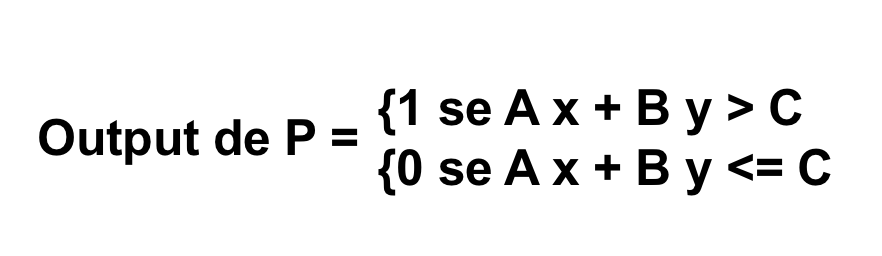 Output de P =
{1 se A x + B y > C
{0 se A x + B y <= C